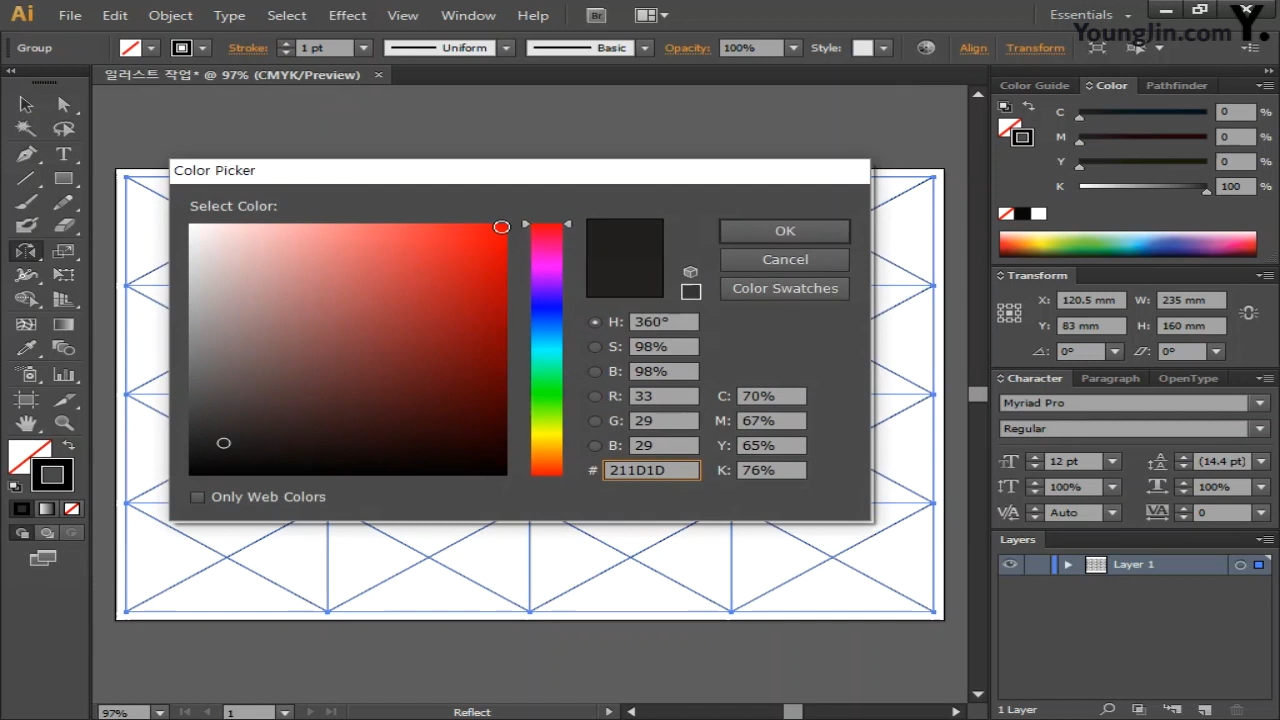 Ai File Edit Object Type Select Effect View Window Help Br Essentials
YoungJin.com Y.
Group Stroke: 1 pt Uniform Basic Opacity: 100% Style: Align Transform
일러스트 작업* @ 97% (CMYK/Preview) ×
Color Guide Color Pathfinder
C 0 %
M 0 %
Y 0 %
K 100 %
Color Picker
Select Color:
OK
Cancel
Color Swatches
H: 360°
S: 98%
B: 98%
R: 33 C: 70%
G: 29 M: 67%
B: 29 Y: 65%
# 211D1D K: 76%
Only Web Colors
Transform
X: 120.5 mm W: 235 mm
Y: 83 mm H: 160 mm
0° 0°
Character Paragraph OpenType
Myriad Pro
Regular
12 pt (14.4 pt)
100% 100%
Auto 0
Layers
Layer 1
1 Layer
97% 1 Reflect